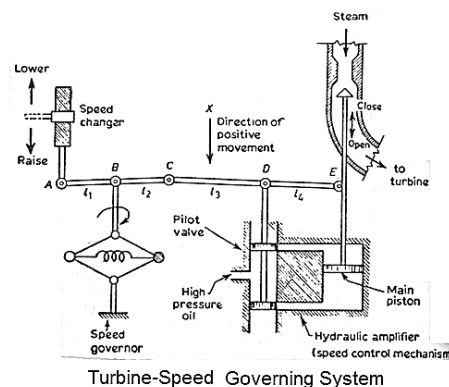 Steam
Lower
Speed
changer
Raise
X
Direction of
positive
movement
Close
Open
to
turbine
A
B
C
D
E
l1
l2
l3
l4
Pilot
valve
High
pressure
oil
Main
piston
Speed
governor
Hydraulic amplifier
(speed control mechanism
Turbine-Speed Governing System